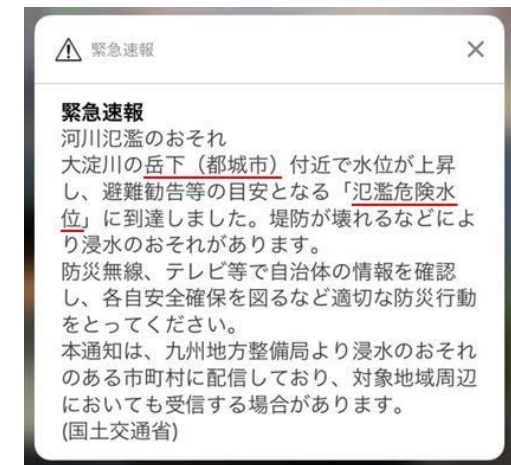 緊急速報
緊急速報
河川氾濫のおそれ
大淀川の岳下（都城市）付近で水位が上昇
し、避難勧告等の目安となる「氾濫危険水
位」に到達しました。堤防が壊れるなどによ
り浸水のおそれがあります。
防災無線、テレビ等で自治体の情報を確認
し、各自安全確保を図るなど適切な防災行動
をとってください。
本通知は、九州地方整備局より浸水のおそれ
のある市町村に配信しており、対象地域周辺
においても受信する場合があります。
(国土交通省)